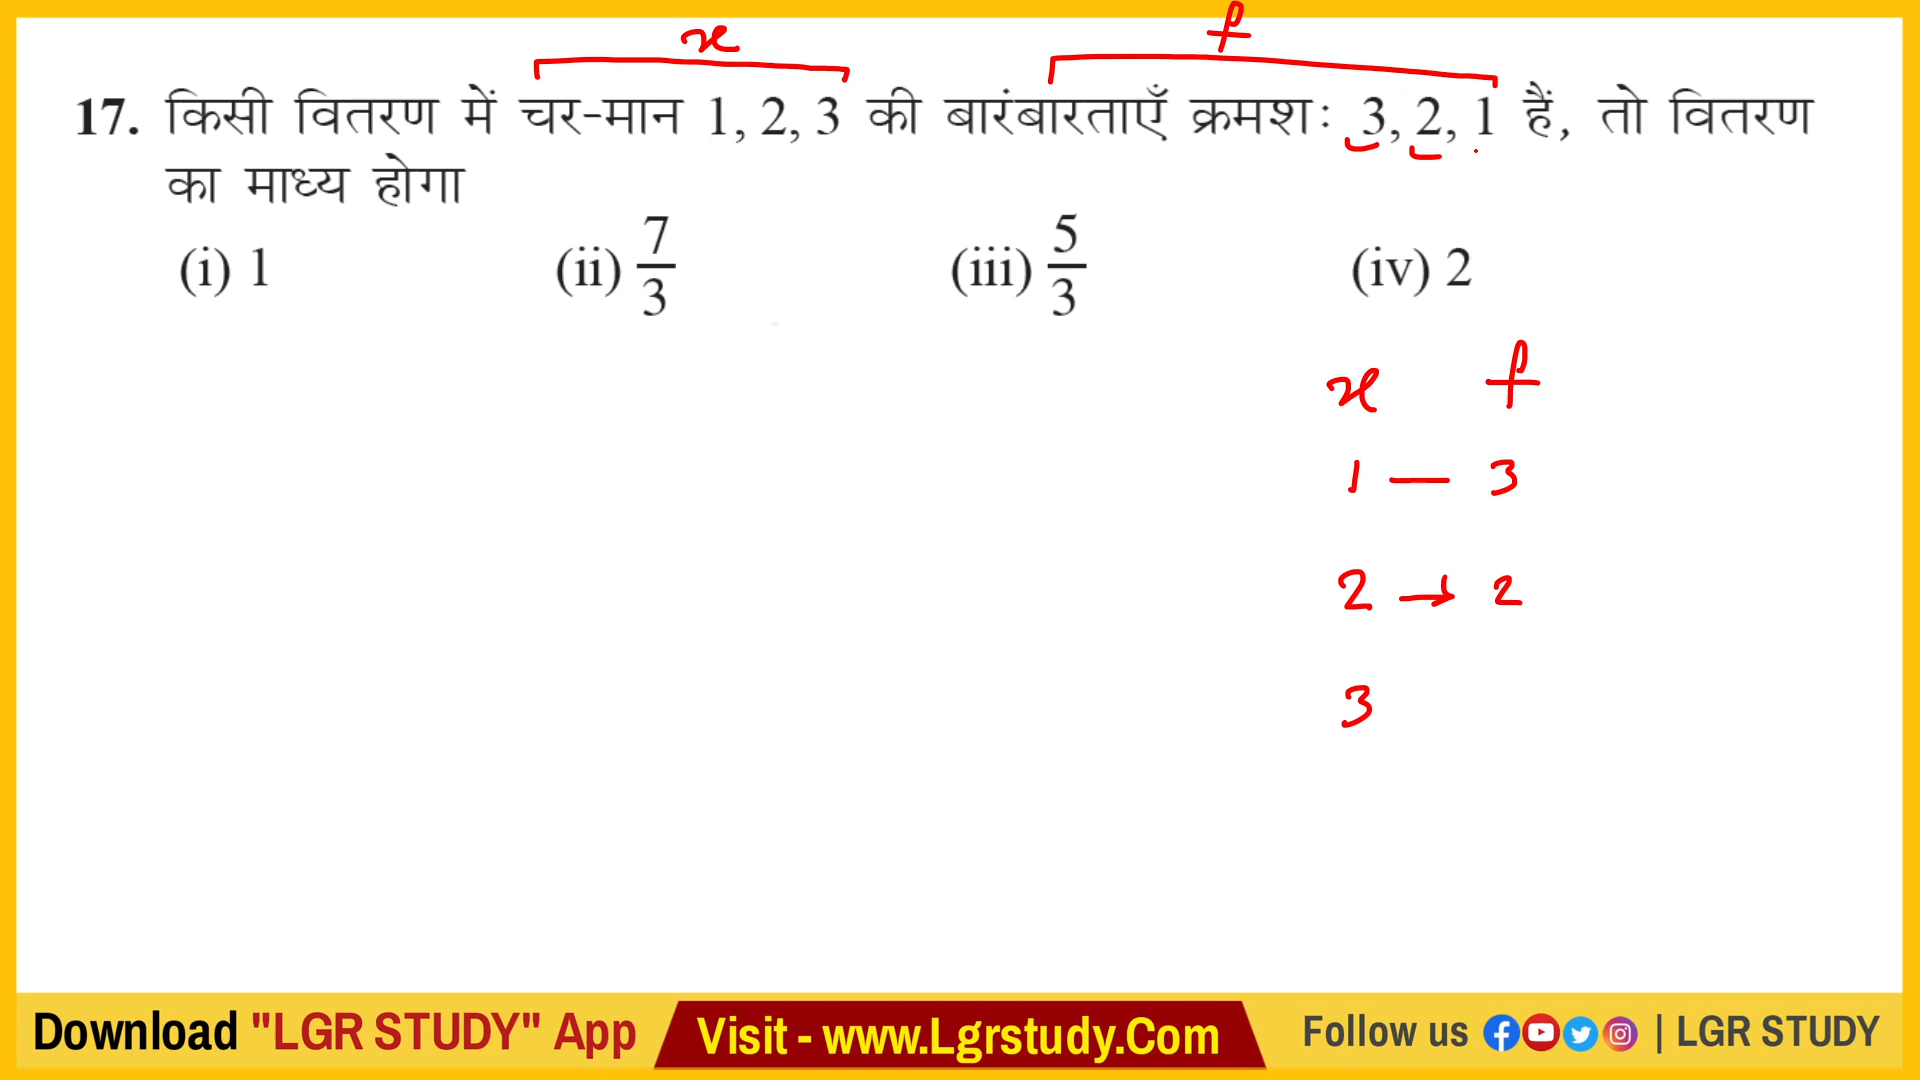 x f
17. किसी वितरण में चर-मान 1, 2, 3 की बारंबारताएँ क्रमशः 3, 2, 1 हैं, तो वितरण
का माध्य होगा
(i) 1 (ii) 7/3 (iii) 5/3 (iv) 2
x f
1 — 3
2 → 2
3
Download "LGR STUDY" App Visit - www.Lgrstudy.Com Follow us | LGR STUDY